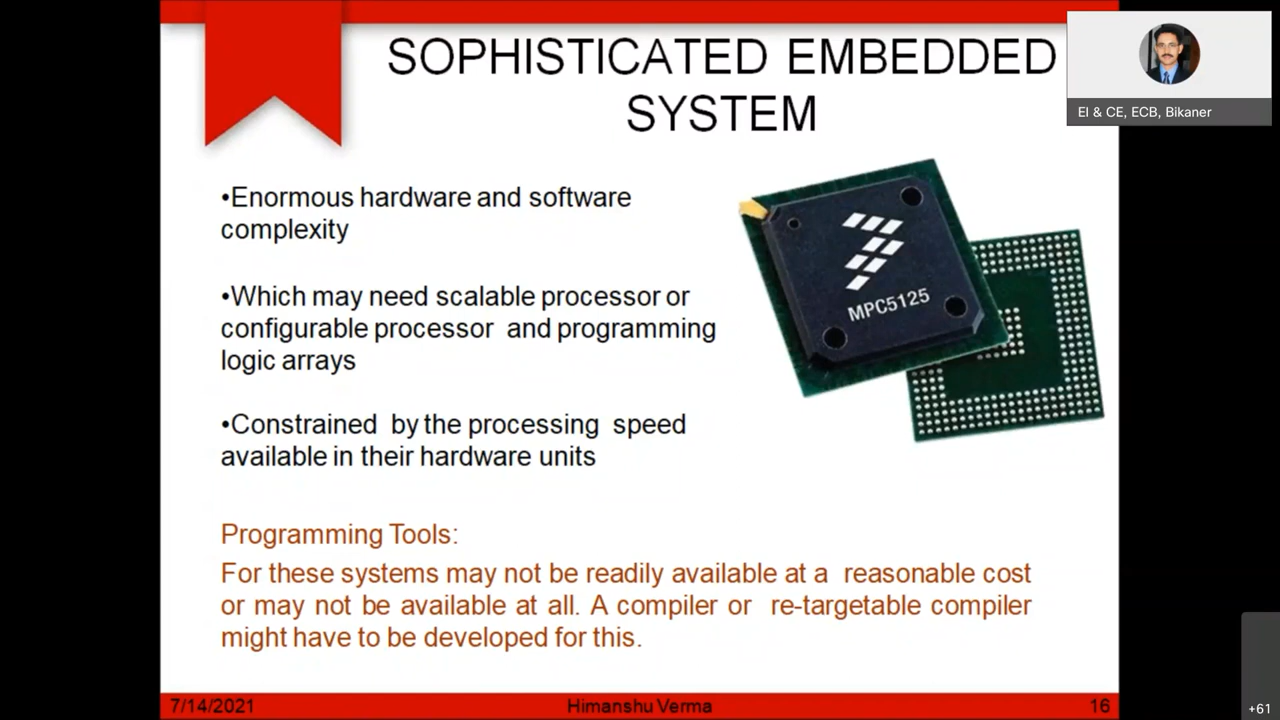 SOPHISTICATED EMBEDDED
SYSTEM
EI & CE, ECB, Bikaner
•Enormous hardware and software
complexity
•Which may need scalable processor or
configurable processor and programming
logic arrays
•Constrained by the processing speed
available in their hardware units
MPC5125
Programming Tools:
For these systems may not be readily available at a reasonable cost
or may not be available at all. A compiler or re-targetable compiler
might have to be developed for this.
7/14/2021
Himanshu Verma
16
+61